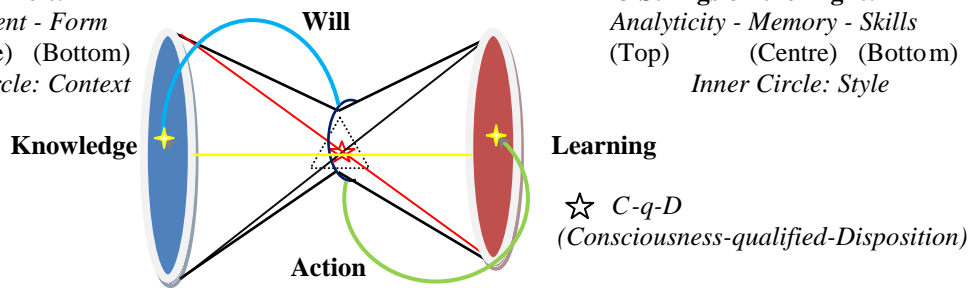 Will
ent - Form
Analyticity - Memory - Skills
(Bottom)
(Top) (Centre) (Bottom)
rcle: Context
Inner Circle: Style
Knowledge
Learning
C-q-D
(Consciousness-qualified-Disposition)
Action